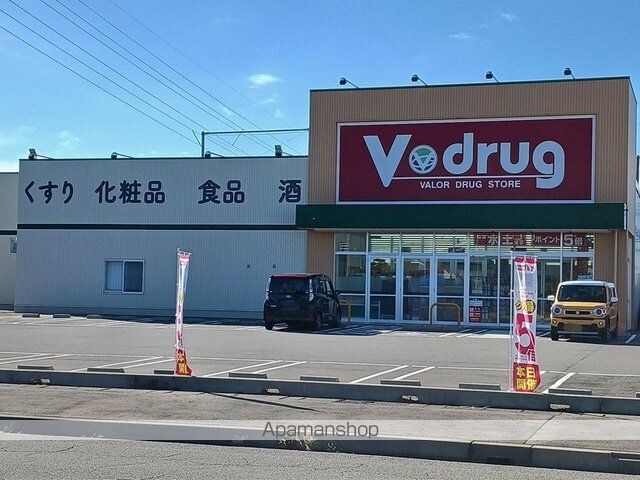 V・drug
VALOR DRUG STORE
くすり 化粧品 食品 酒
ポイント5倍
5
本日開催
Apamanshop